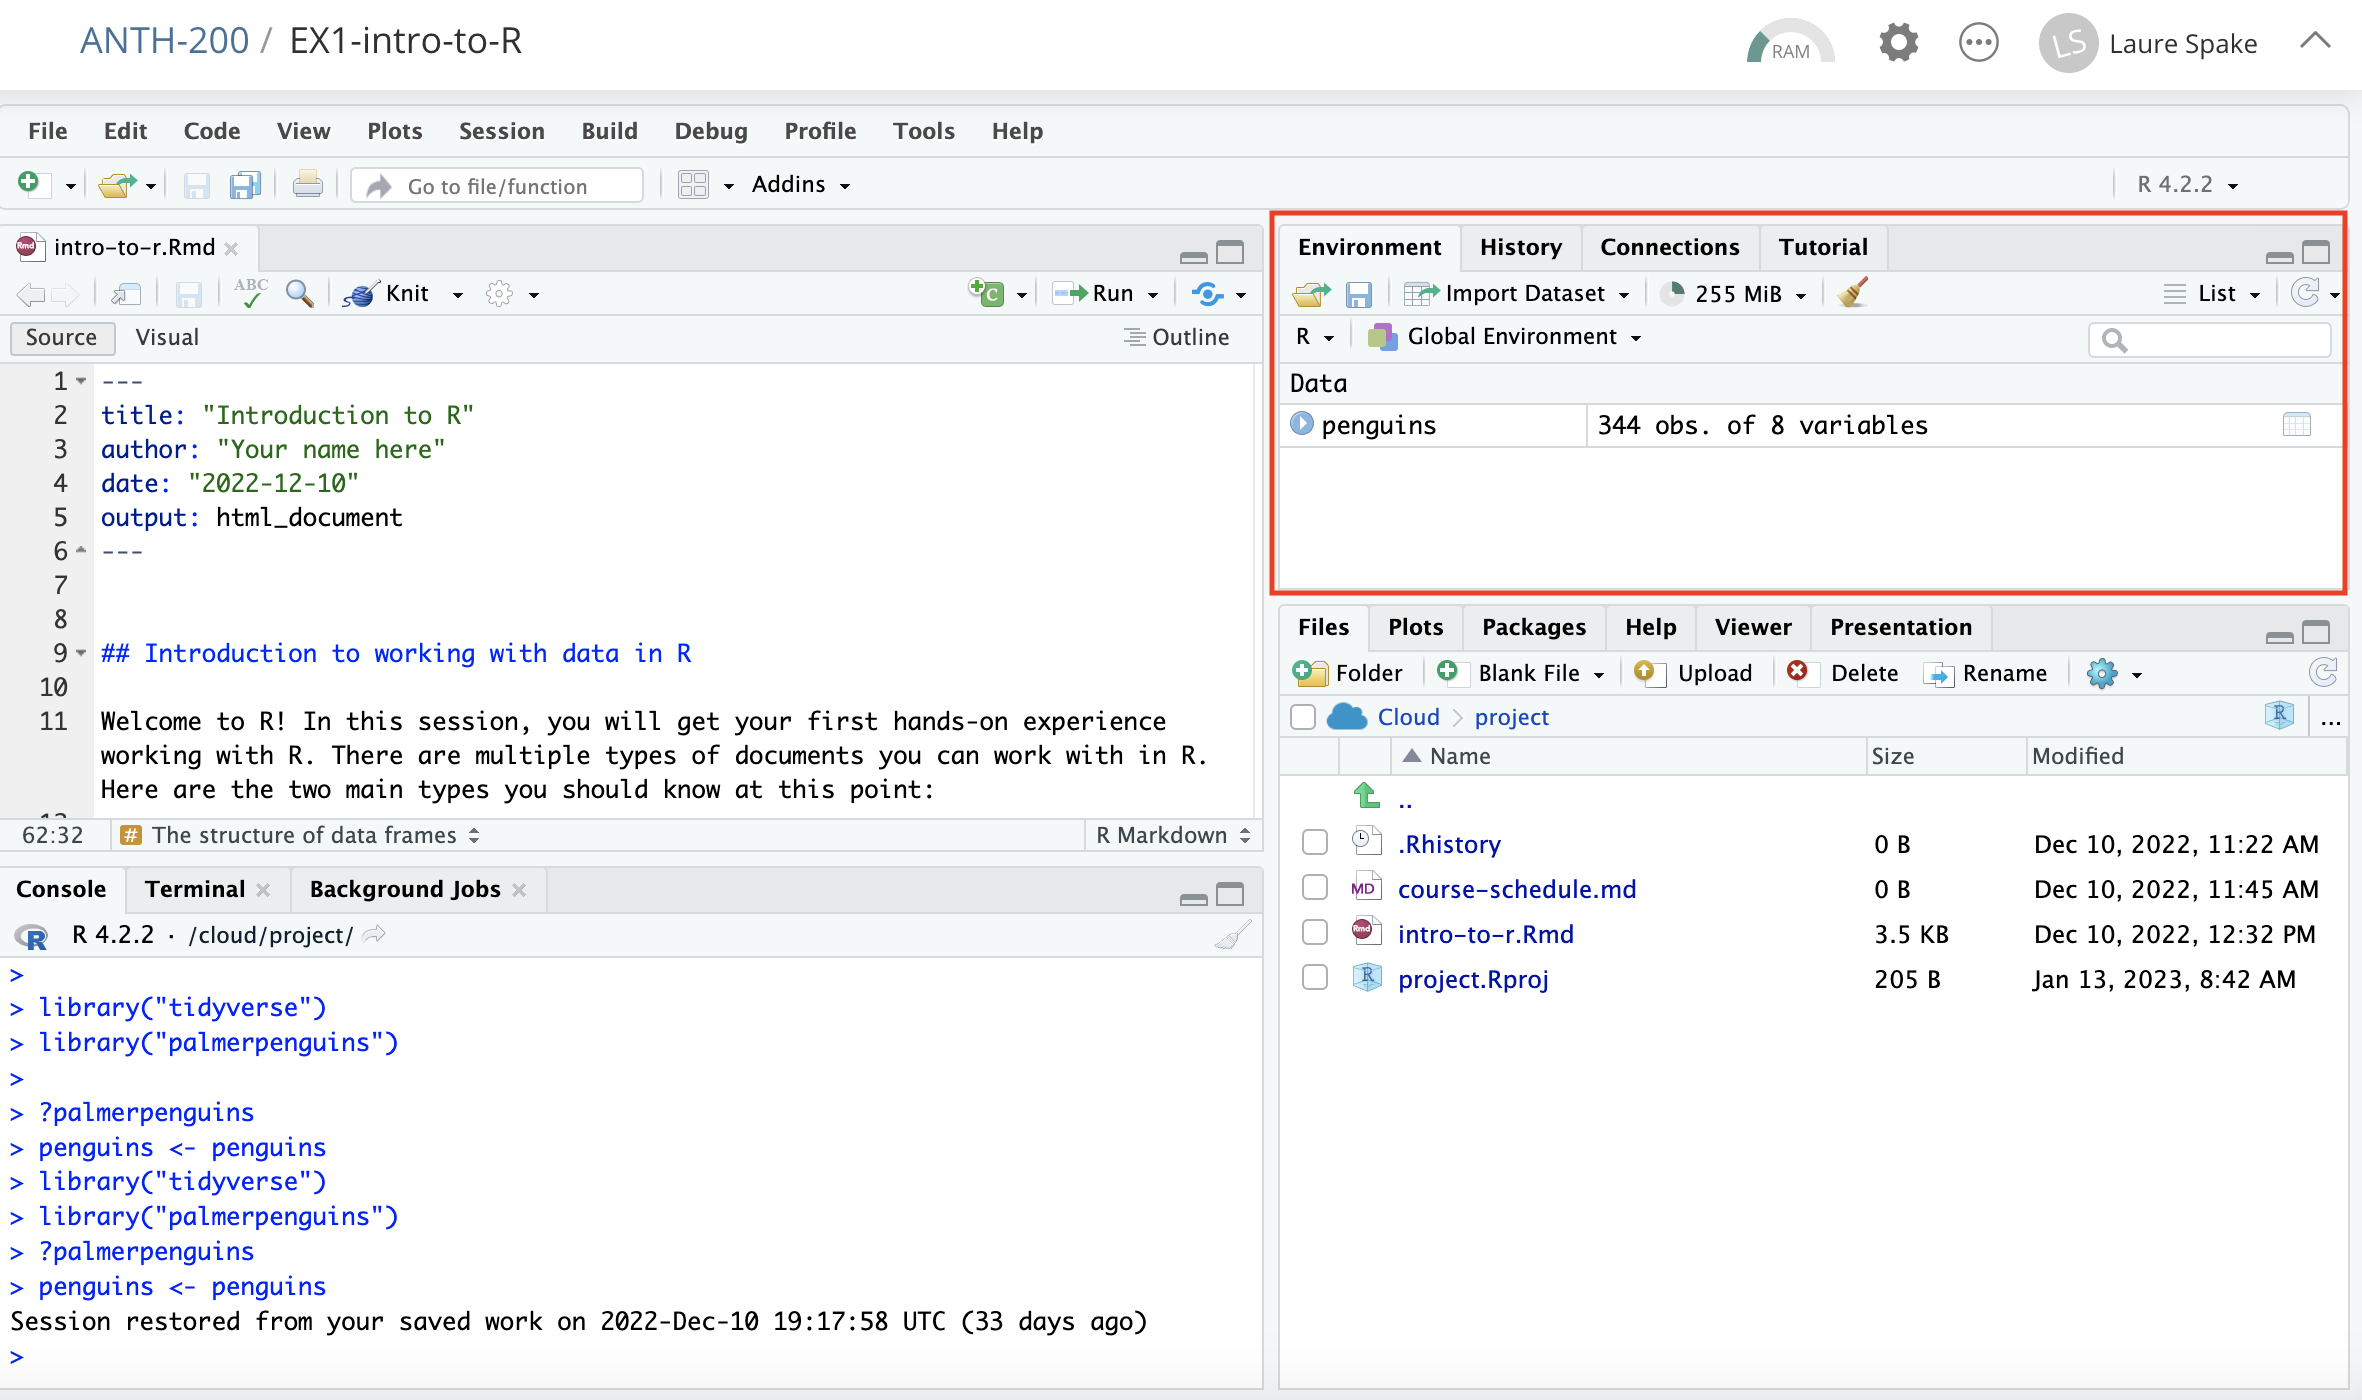 ANTH-200 / EX1-intro-to-R
RAM
LS Laure Spake
File Edit Code View Plots Session Build Debug Profile Tools Help
Go to file/function
Addins
R 4.2.2
intro-to-r.Rmd
ABC
Knit
Run
Source Visual
Outline
1 ---
2 title: "Introduction to R"
3 author: "Your name here"
4 date: "2022-12-10"
5 output: html_document
6 ---
7
8
9 ## Introduction to working with data in R
10
11 Welcome to R! In this session, you will get your first hands-on experience
working with R. There are multiple types of documents you can work with in R.
Here are the two main types you should know at this point:
62:32 # The structure of data frames R Markdown
Console Terminal Background Jobs
R 4.2.2 · /cloud/project/
>
> library("tidyverse")
> library("palmerpenguins")
>
> ?palmerpenguins
> penguins <- penguins
> library("tidyverse")
> library("palmerpenguins")
> ?palmerpenguins
> penguins <- penguins
Session restored from your saved work on 2022-Dec-10 19:17:58 UTC (33 days ago)
>
Environment History Connections Tutorial
Import Dataset 255 MiB List
R Global Environment
Data
penguins 344 obs. of 8 variables
Files Plots Packages Help Viewer Presentation
Folder Blank File Upload Delete Rename
Cloud > project ...
Name Size Modified
..
.Rhistory 0 B Dec 10, 2022, 11:22 AM
MD course-schedule.md 0 B Dec 10, 2022, 11:45 AM
Rmd intro-to-r.Rmd 3.5 KB Dec 10, 2022, 12:32 PM
R project.Rproj 205 B Jan 13, 2023, 8:42 AM